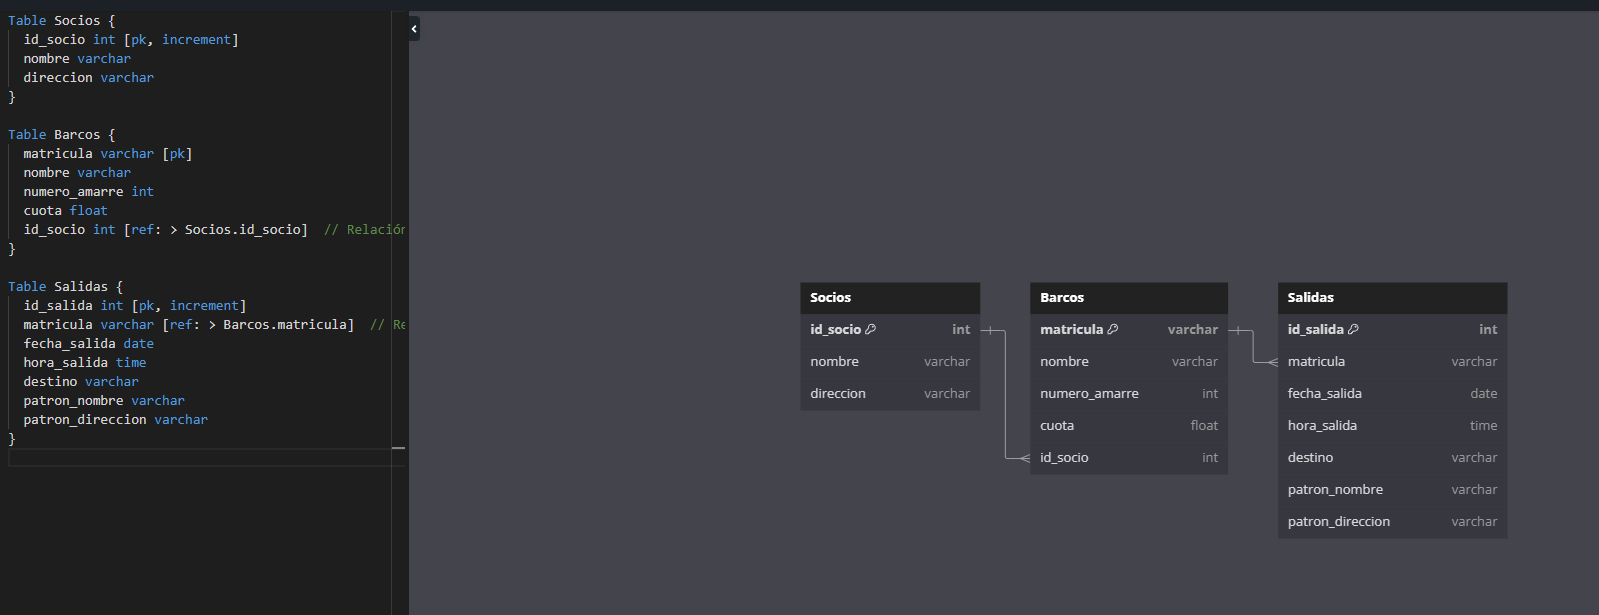 Table Socios {
id_socio int [pk, increment]
nombre varchar
direccion varchar
}
Table Barcos {
matricula varchar [pk]
nombre varchar
numero_amarre int
cuota float
id_socio int [ref: > Socios.id_socio]  // Relación
}
Table Salidas {
id_salida int [pk, increment]
matricula varchar [ref: > Barcos.matricula]  // Re
fecha_salida date
hora_salida time
destino varchar
patron_nombre varchar
patron_direccion varchar
}
Socios
id_socio int
nombre varchar
direccion varchar
Barcos
matricula varchar
nombre varchar
numero_amarre int
cuota float
id_socio int
Salidas
id_salida int
matricula varchar
fecha_salida date
hora_salida time
destino varchar
patron_nombre varchar
patron_direccion varchar